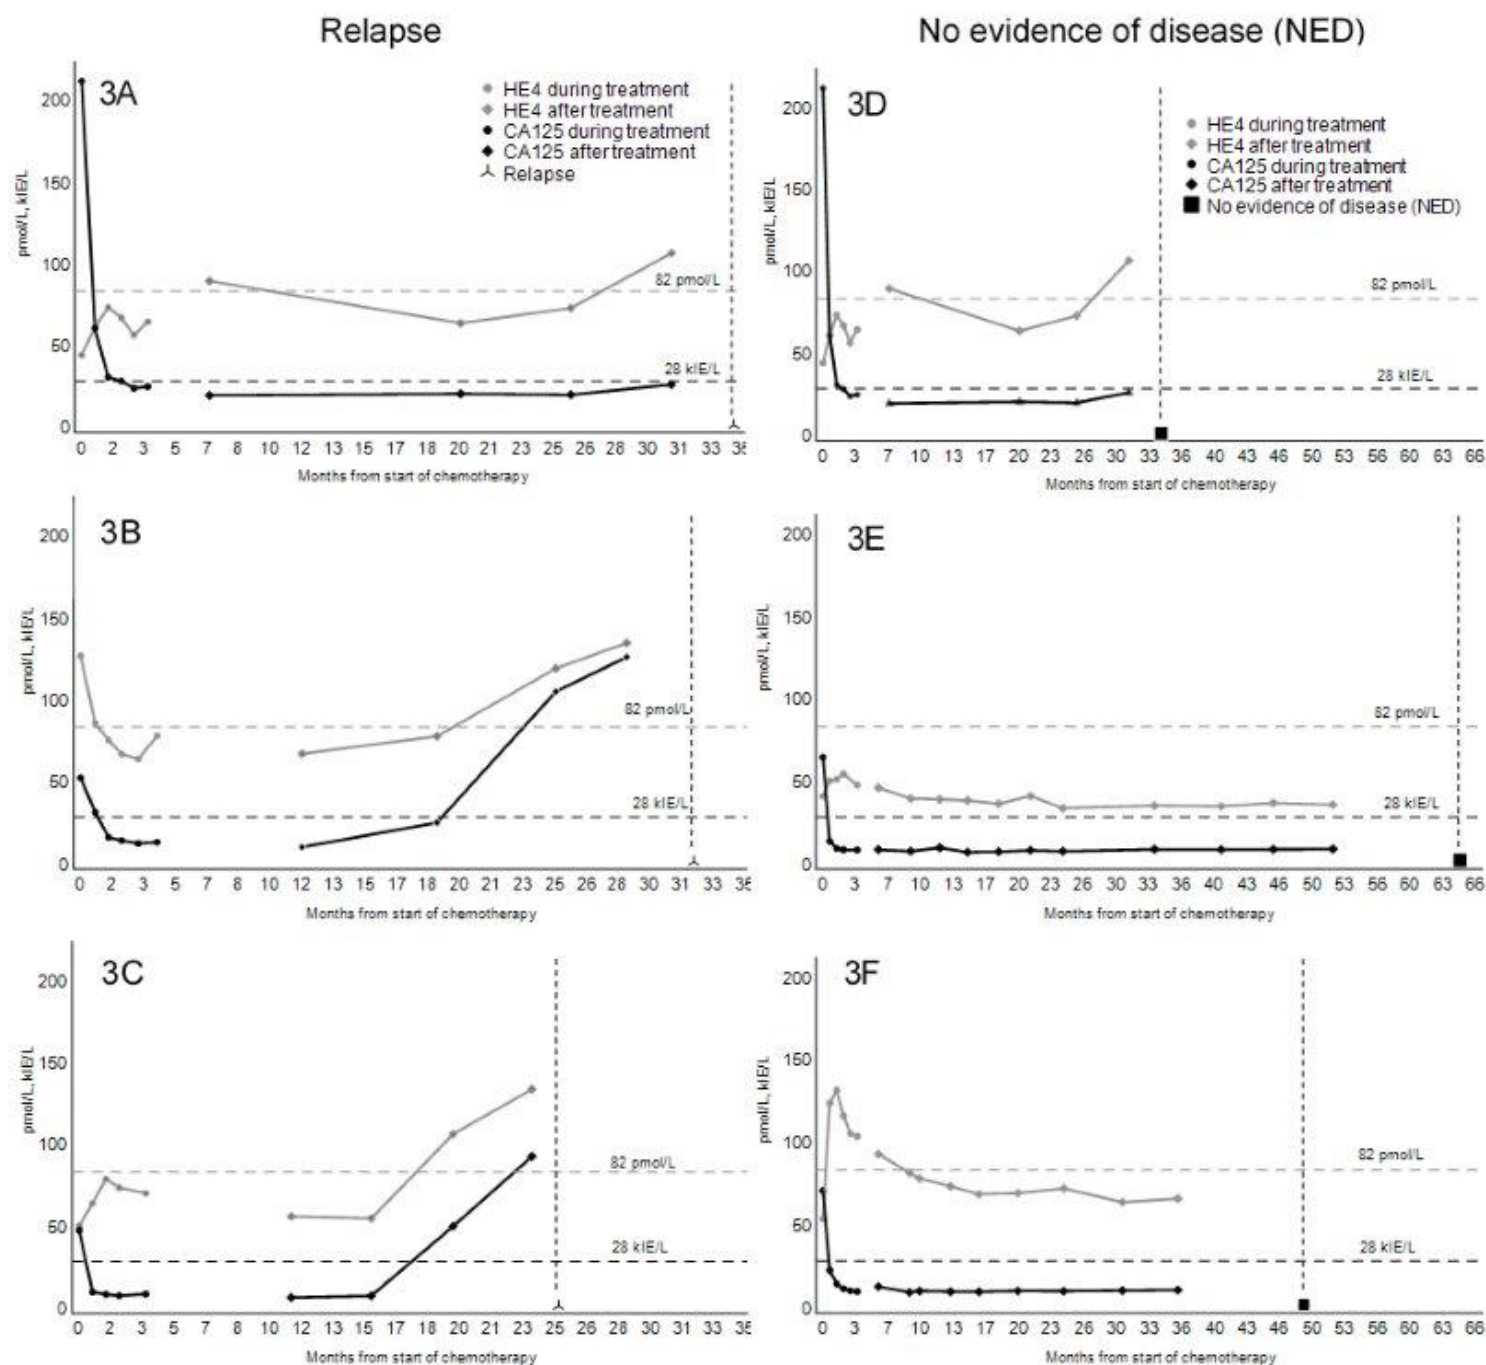 Relapse
No evidence of disease (NED)
3A
HE4 during treatment
HE4 after treatment
CA125 during treatment
CA125 after treatment
Relapse
pmol/L, kIE/L
200
150
100
50
0
82 pmol/L
28 kIE/L
0 2 3 5 7 8 10 12 13 15 17 18 20 21 23 25 26 28 30 31 33 35
Months from start of chemotherapy
3D
HE4 during treatment
HE4 after treatment
CA125 during treatment
CA125 after treatment
No evidence of disease (NED)
pmol/L, kIE/L
200
150
100
50
0
82 pmol/L
28 kIE/L
0 3 7 10 13 17 20 23 26 30 33 36 40 43 46 50 53 56 60 63 66
Months from start of chemotherapy
3B
pmol/L, kIE/L
200
150
100
50
0
82 pmol/L
28 kIE/L
0 2 3 5 7 8 10 12 13 15 17 18 20 21 23 25 26 28 30 31 33 35
Months from start of chemotherapy
3E
pmol/L, kIE/L
200
150
100
50
0
82 pmol/L
28 kIE/L
0 3 7 10 13 17 20 23 26 30 33 36 40 43 46 50 53 56 60 63 66
Months from start of chemotherapy
3C
pmol/L, kIE/L
200
150
100
50
0
82 pmol/L
28 kIE/L
0 2 3 5 7 8 10 12 13 15 17 18 20 21 23 25 26 28 30 31 33 35
Months from start of chemotherapy
3F
pmol/L, kIE/L
200
150
100
50
0
82 pmol/L
28 kIE/L
0 3 7 10 13 17 20 23 26 30 33 36 40 43 46 50 53 56 60 63 66
Months from start of chemotherapy